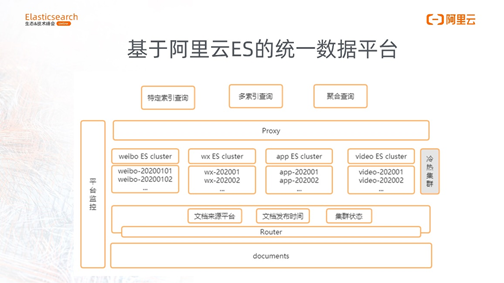 Elasticsearch
生态&技术峰会
阿里云
基于阿里云ES的统一数据平台
特定索引查询
多索引查询
聚合查询
Proxy
平台监控
weibo ES cluster
wx ES cluster
app ES cluster
video ES cluster
冷热集群
weibo-20200101
weibo-20200102
...
wx-202001
wx-202002
...
app-202001
app-202002
...
video-202001
video-202002
...
文档来源平台
文档发布时间
集群状态
Router
documents